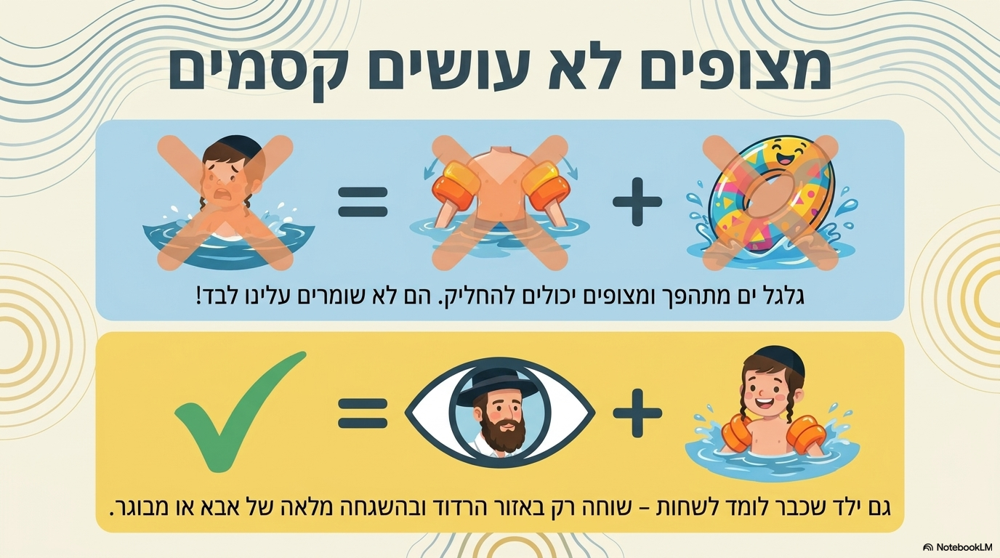 מצופים לא עושים קסמים
גלגל ים מתהפך ומצופים יכולים להחליק. הם לא שומרים עלינו לבד!
גם ילד שכבר לומד לשחות – שוחה רק באזור הרדוד ובהשגחה מלאה של אבא או מבוגר.
NotebookLM